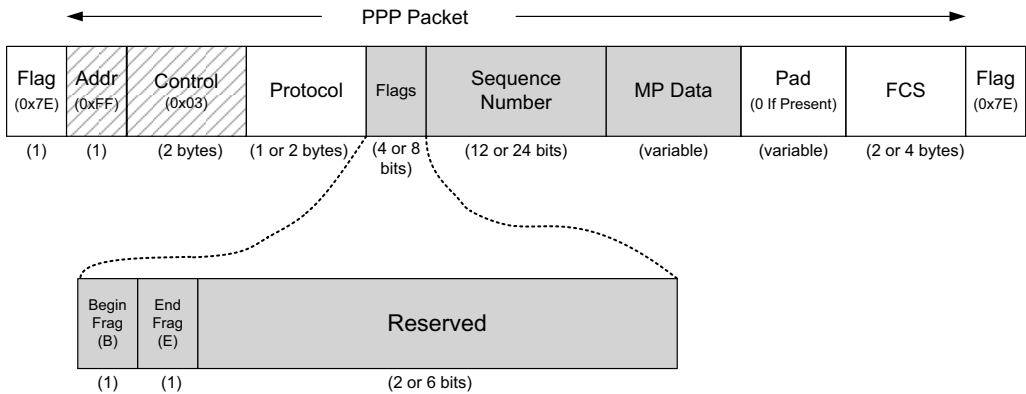 PPP Packet
Flag
(0x7E)
Addr
(0xFF)
Control
(0x03)
Protocol
Flags
Sequence
Number
MP Data
Pad
(0 If Present)
FCS
Flag
(0x7E)
(1)
(1)
(2 bytes)
(1 or 2 bytes)
(4 or 8
bits)
(12 or 24 bits)
(variable)
(variable)
(2 or 4 bytes)
(1)
Begin
Frag
(B)
End
Frag
(E)
Reserved
(1)
(1)
(2 or 6 bits)